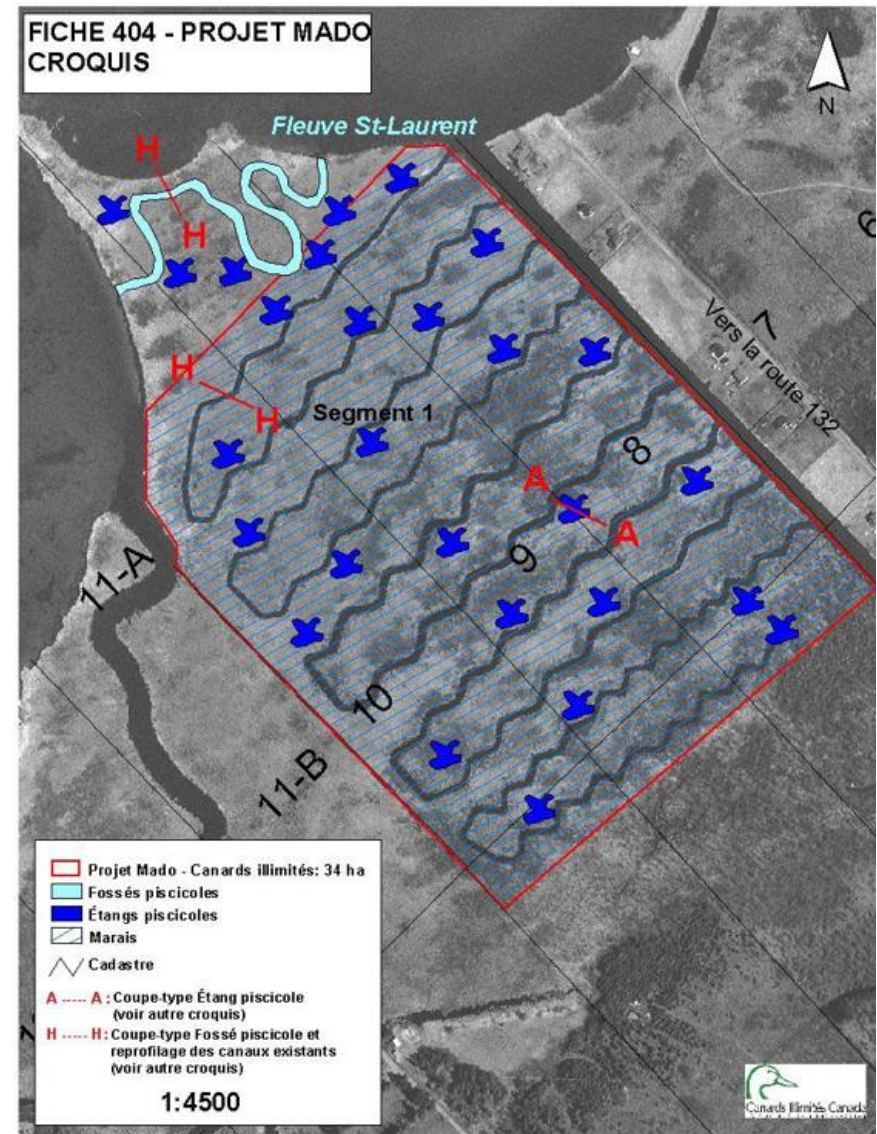 FICHE 404 - PROJET MADO
CROQUIS
N
Fleuve St-Laurent
H
H
6
7
Vers la route 132
H
H
Segment 1
8
A
A
9
11-A
10
11-B
Projet Mado - Canards illimités: 34 ha
Fossés piscicoles
Étangs piscicoles
Marais
Cadastre
A ----- A : Coupe-type Étang piscicole
(voir autre croquis)
H ----- H : Coupe-type Fossé piscicole et
reprofilage des canaux existants
(voir autre croquis)
1:4500
Canards Illimités Canada